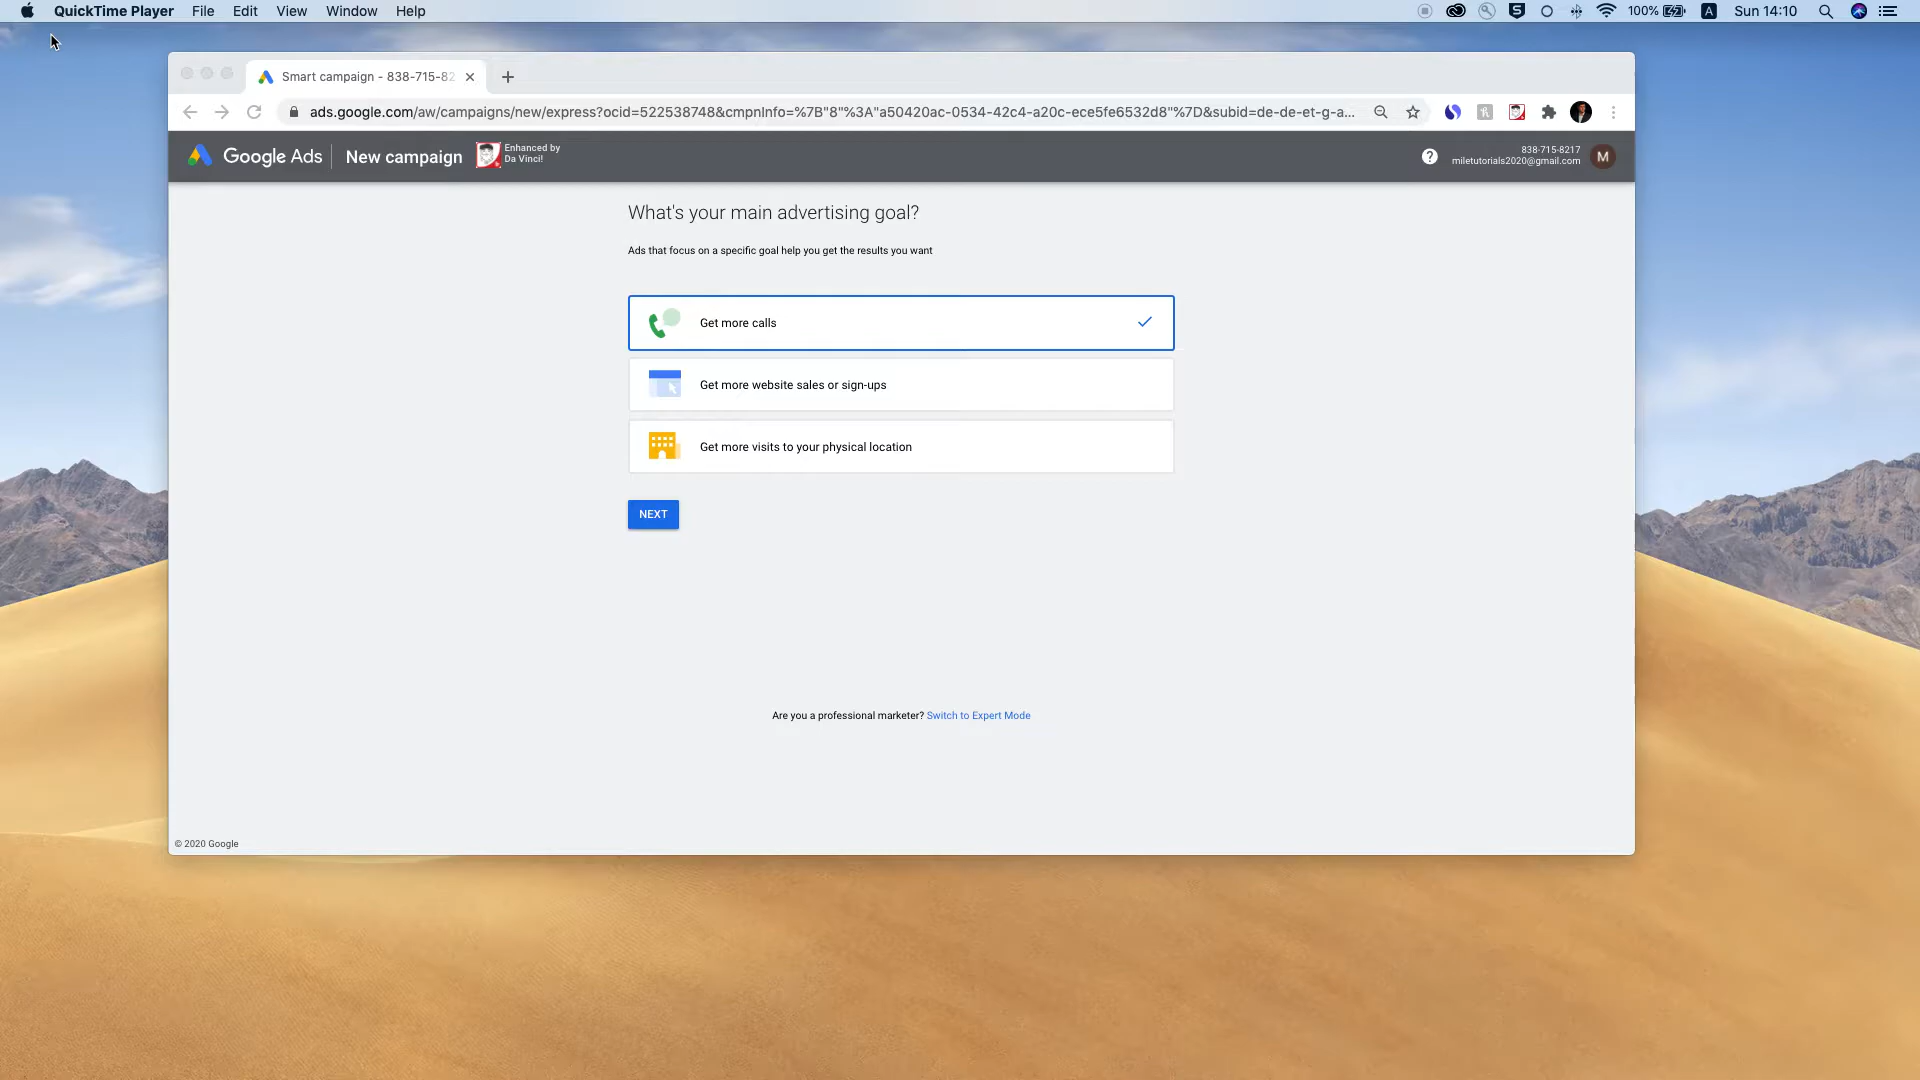 QuickTime Player File Edit View Window Help
100% A Sun 14:10
Smart campaign - 838-715-82
ads.google.com/aw/campaigns/new/express?ocid=522538748&cmpnInfo=%7B"8"%3A"a50420ac-0534-42c4-a20c-ece5fe6532d8"%7D&subid=de-de-et-g-a...
Google Ads New campaign
Enhanced by
Da Vinci!
838-715-8217
miletutorials2020@gmail.com
M
What's your main advertising goal?
Ads that focus on a specific goal help you get the results you want
Get more calls
Get more website sales or sign-ups
Get more visits to your physical location
NEXT
Are you a professional marketer? Switch to Expert Mode
© 2020 Google